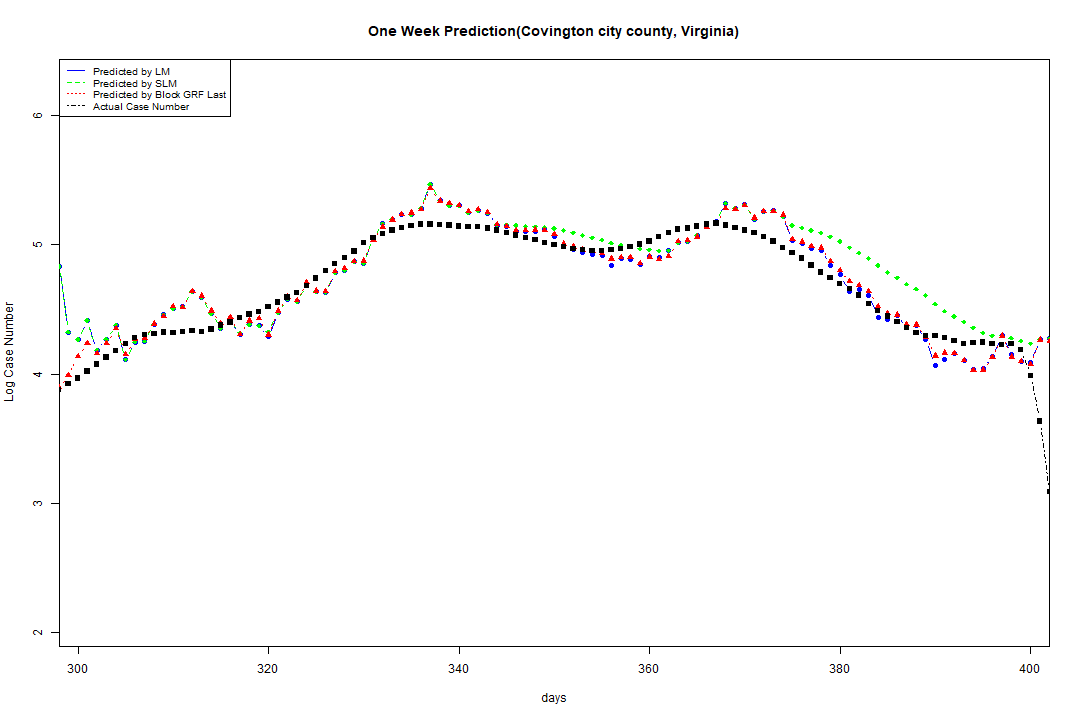 One Week Prediction(Covington city county, Virginia)
Predicted by LM
Predicted by SLM
Predicted by Block GRF Last
Actual Case Number
6
5
4
3
2
Log Case Number
300 320 340 360 380 400
days